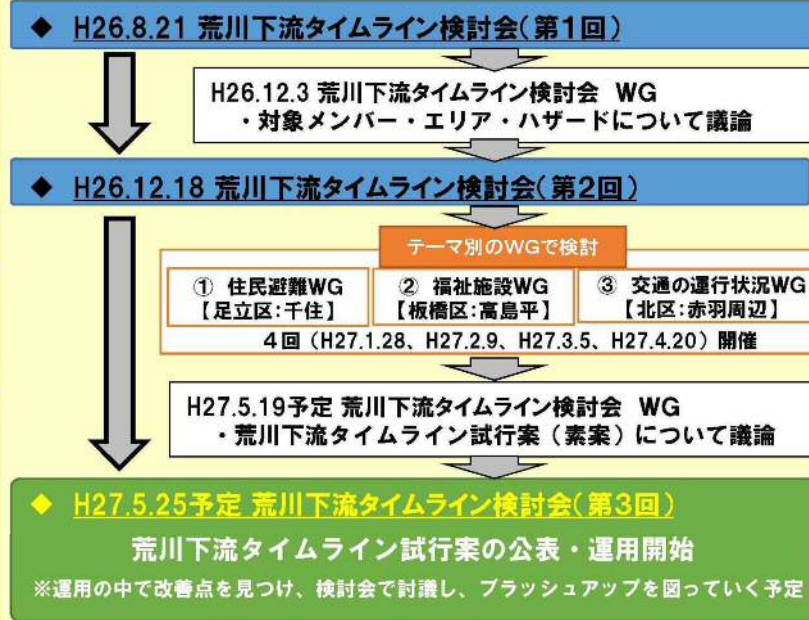 ◆ H26.8.21 荒川下流タイムライン検討会(第1回)
H26.12.3 荒川下流タイムライン検討会 WG
・対象メンバー・エリア・ハザードについて議論
◆ H26.12.18 荒川下流タイムライン検討会(第2回)
テーマ別のWGで検討
① 住民避難WG
【足立区:千住】
② 福祉施設WG
【板橋区:高島平】
③ 交通の運行状況WG
【北区:赤羽周辺】
4回(H27.1.28、H27.2.9、H27.3.5、H27.4.20)開催
H27.5.19予定 荒川下流タイムライン検討会 WG
・荒川下流タイムライン試行案(素案)について議論
◆ H27.5.25予定 荒川下流タイムライン検討会(第3回)
荒川下流タイムライン試行案の公表・運用開始
※運用の中で改善点を見つけ、検討会で討議し、ブラッシュアップを図っていく予定